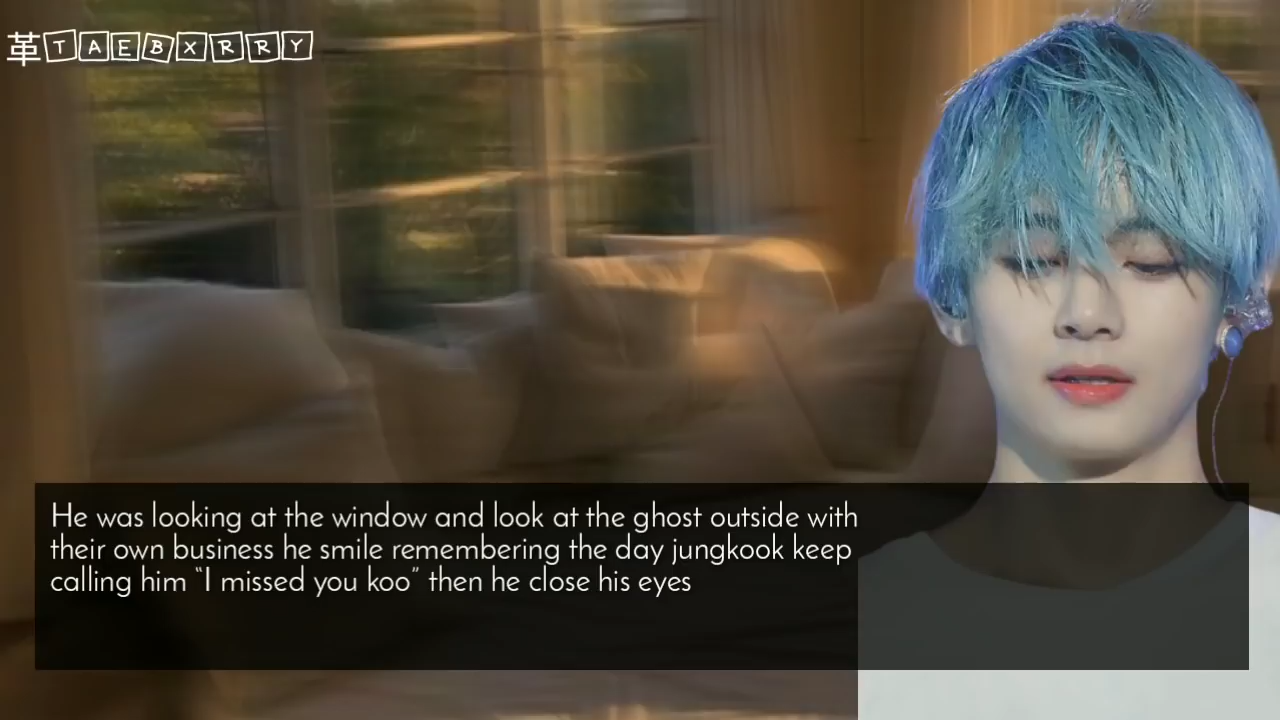 革TAEBXRRY
He was looking at the window and look at the ghost outside with
their own business he smile remembering the day jungkook keep
calling him “I missed you koo” then he close his eyes